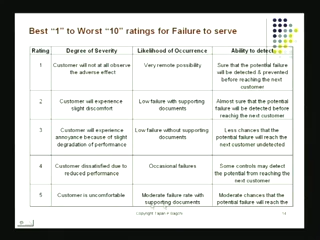 Best "1" to Worst "10" ratings for Failure to serve
Rating Degree of Severity Likelihood of Occurrence Ability to detect
1 Customer will not at all observe the adverse effect Very remote possibility Sure that the potential failure will be detected & prevented before reaching the next customer
2 Customer will experience slight discomfort Low failure with supporting documents Almost sure that the potential failure will be detected before reachig the next customer
3 Customer will experience annoyance because of slight degradation of performance Low failure without supporting documents Less chances that the potential failure will reach the next customer undetected
4 Customer dissatisfied due to reduced performance Occasional failures Some controls may detect the potential from reaching the next customer
5 Customer is uncomfortable Moderate failure rate with supporting documents Moderate chances that the potential failure will reach the
Copyright Tapan P Bagchi